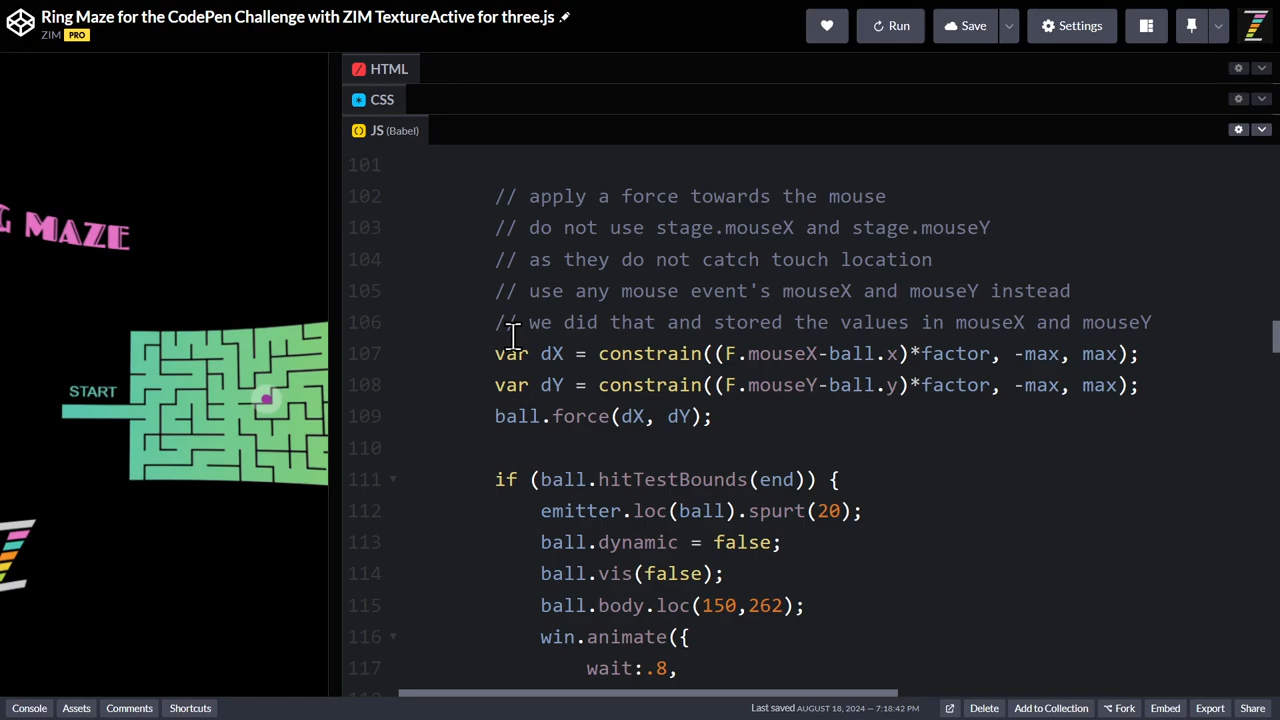 Ring Maze for the CodePen Challenge with ZIM TextureActive for three.js
ZIM PRO
Run
Save
Settings
HTML
CSS
JS (Babel)
G MAZE
START
101
102 // apply a force towards the mouse
103 // do not use stage.mouseX and stage.mouseY
104 // as they do not catch touch location
105 // use any mouse event's mouseX and mouseY instead
106 // we did that and stored the values in mouseX and mouseY
107 var dX = constrain((F.mouseX-ball.x)*factor, -max, max);
108 var dY = constrain((F.mouseY-ball.y)*factor, -max, max);
109 ball.force(dX, dY);
110
111 if (ball.hitTestBounds(end)) {
112 emitter.loc(ball).spurt(20);
113 ball.dynamic = false;
114 ball.vis(false);
115 ball.body.loc(150,262);
116 win.animate({
117 wait:.8,
Console Assets Comments Shortcuts Last saved AUGUST 18, 2024 — 7:18:42 PM Delete Add to Collection Fork Embed Export Share